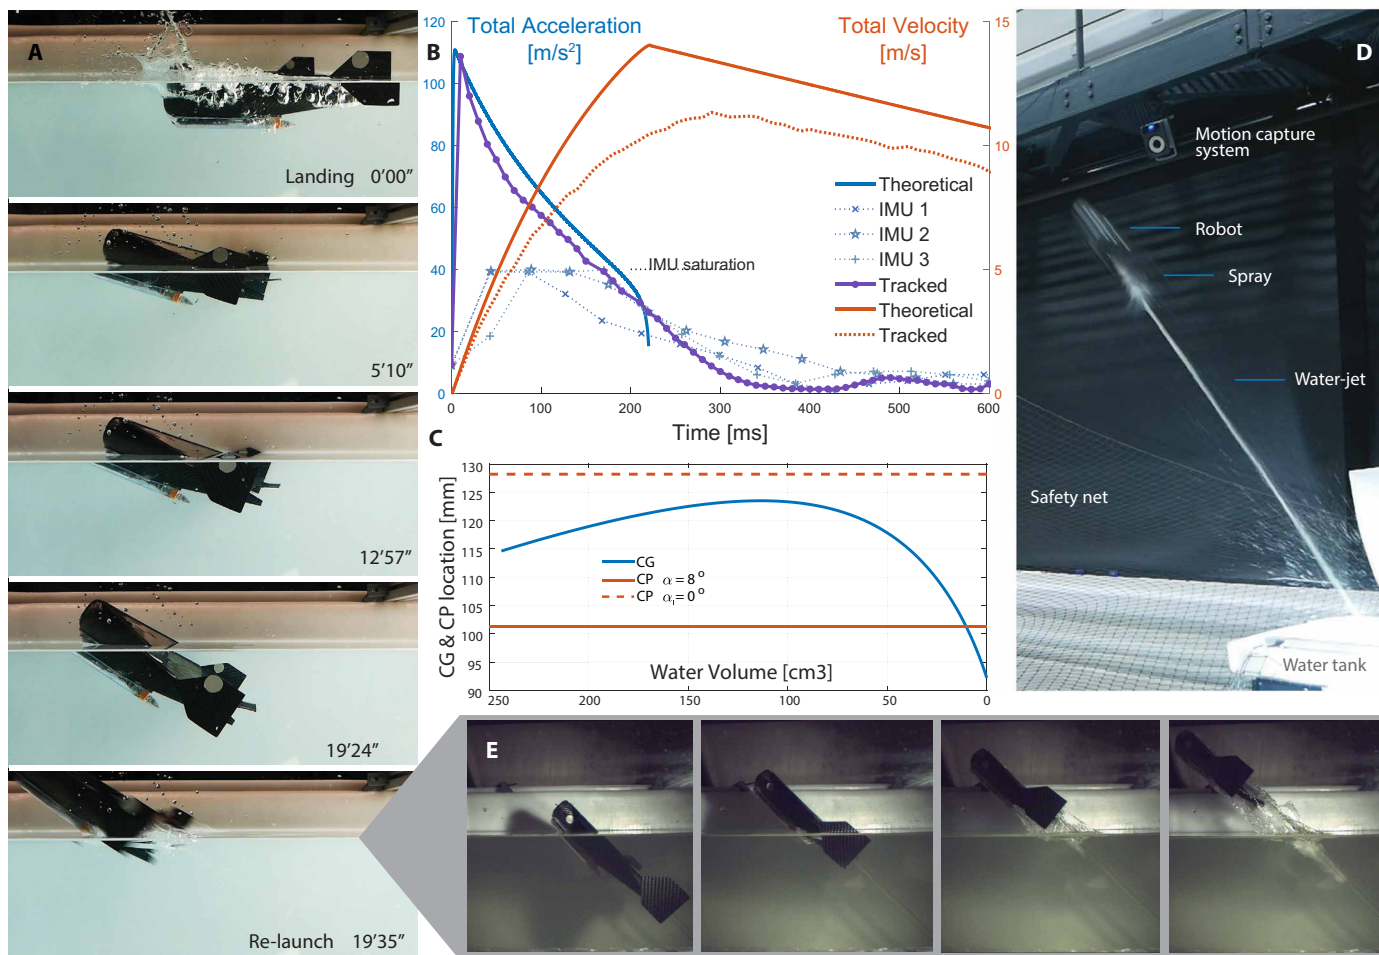 A
Landing 0'00"
5'10"
12'57"
19'24"
Re-launch 19'35"
B
Total Acceleration
[m/s²]
Total Velocity
[m/s]
120
100
80
60
40
20
0
15
10
5
0
0 100 200 300 400 500 600
Time [ms]
IMU saturation
Theoretical
IMU 1
IMU 2
IMU 3
Tracked
Theoretical
Tracked
C
CG & CP location [mm]
130
125
120
115
110
105
100
95
90
CG
CP α = 8 °
CP α = 0 °
Water Volume [cm3]
250 200 150 100 50 0
D
Motion capture
system
Robot
Spray
Water-jet
Safety net
Water tank
E